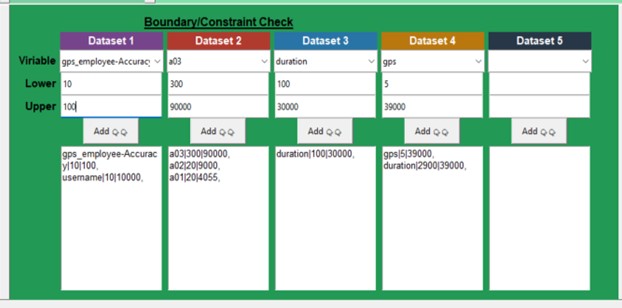 Boundary/Constraint Check
Dataset 1 Dataset 2 Dataset 3 Dataset 4 Dataset 5
Viriable gps_employee-Accuracy a03 duration gps
Lower 10 300 100 5
Upper 100 90000 30000 39000
Add Add Add Add Add
gps_employee-Accurac
y|10|100,
username|10|10000,
a03|300|90000,
a02|20|9000,
a01|20|4055,
duration|100|30000,
gps|5|39000,
duration|2900|39000,